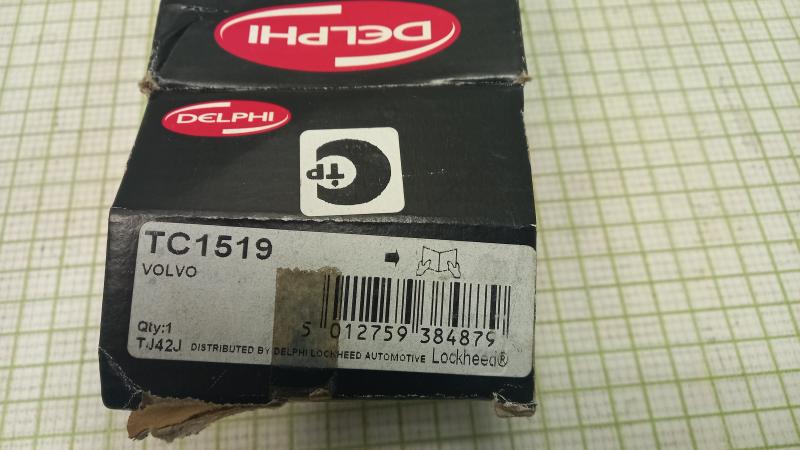 DELPHI
DELPHI
TP
TC1519
VOLVO
5 012759 384879
Qty:1
TJ42J DISTRIBUTED BY DELPHI LOCKHEED AUTOMOTIVE Lockheed®